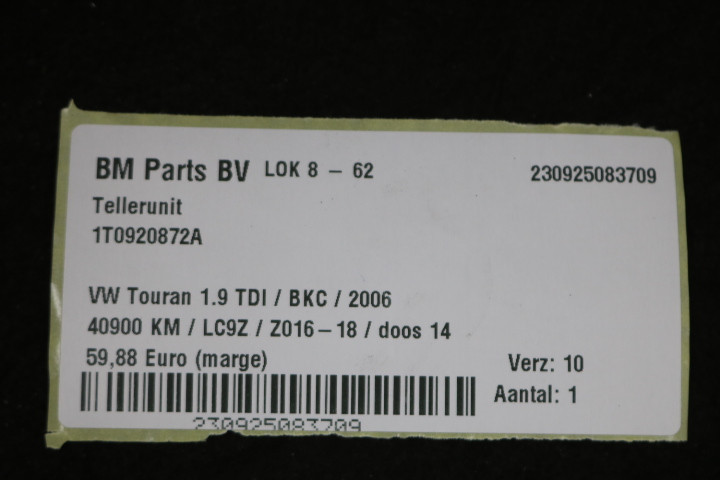 BM Parts BV LOK 8 - 62 230925083709
Tellerunit
1T0920872A
VW Touran 1.9 TDI / BKC / 2006
40900 KM / LC9Z / Z016-18 / doos 14
59,88 Euro (marge) Verz: 10
Aantal: 1
230925083709